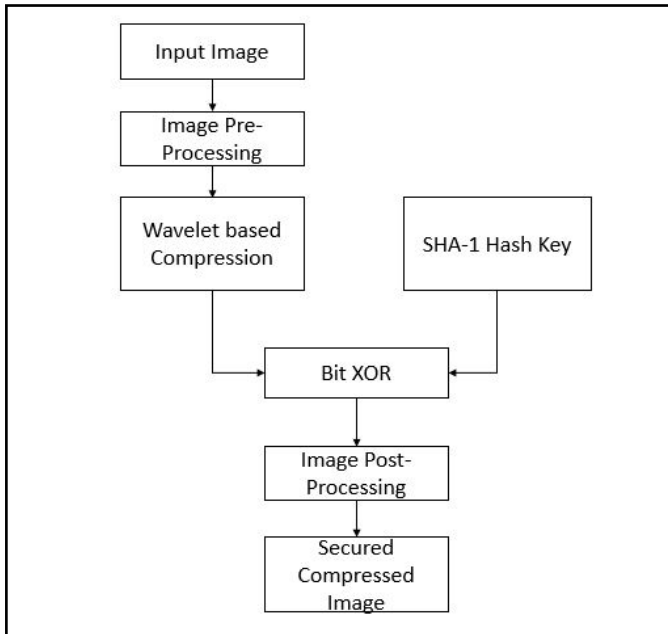 Input Image
Image Pre-
Processing
Wavelet based
Compression
SHA-1 Hash Key
Bit XOR
Image Post-
Processing
Secured
Compressed
Image